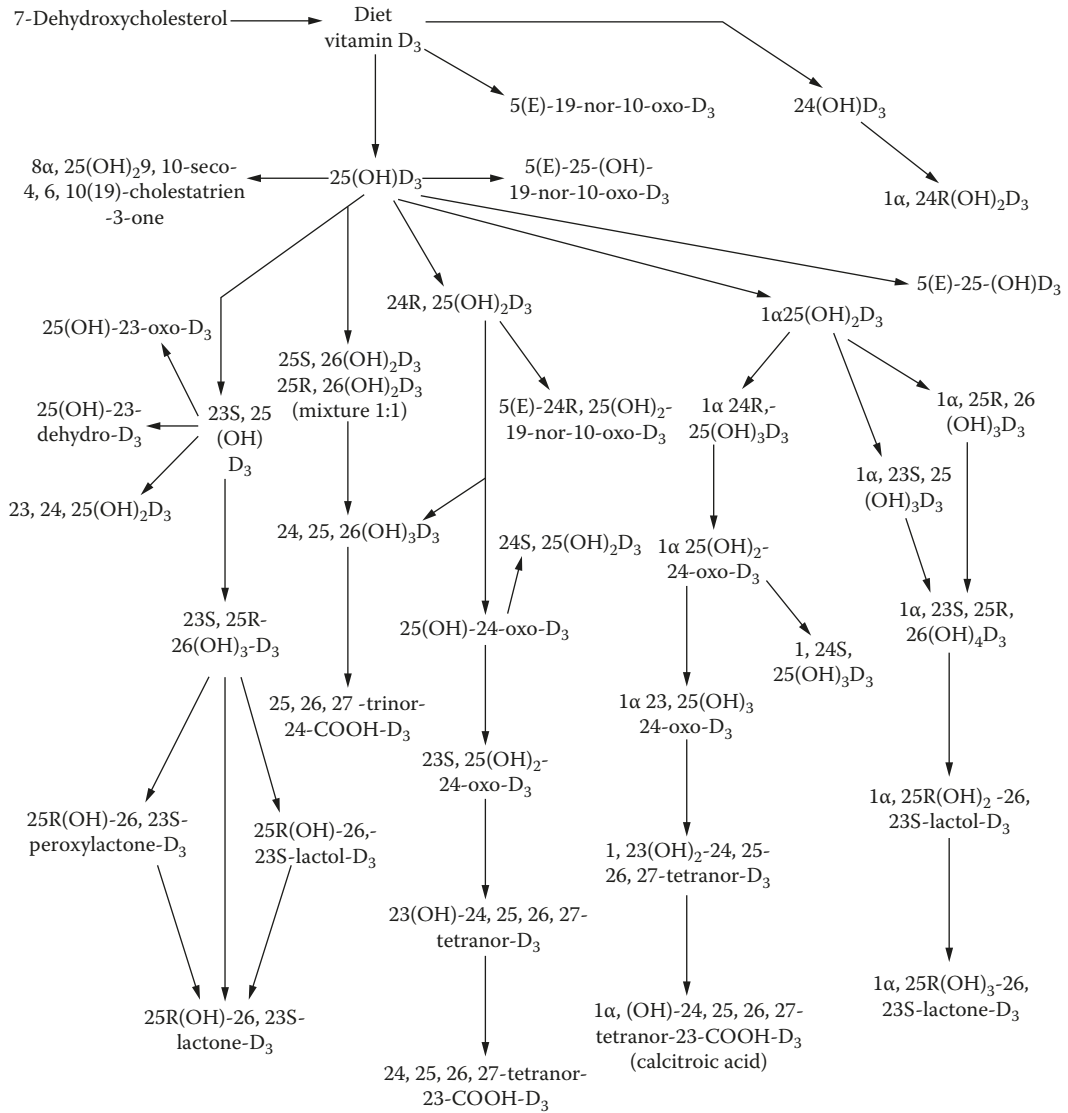 7-Dehydroxycholesterol
Diet
vitamin D₃
5(E)-19-nor-10-oxo-D₃
24(OH)D₃
1α, 24R(OH)₂D₃
8α, 25(OH)₂9, 10-seco-
4, 6, 10(19)-cholestatrien
-3-one
25(OH)D₃
5(E)-25-(OH)-
19-nor-10-oxo-D₃
5(E)-25-(OH)D₃
24R, 25(OH)₂D₃
1α25(OH)₂D₃
25(OH)-23-oxo-D₃
25(OH)-23-
dehydro-D₃
23S, 25
(OH)
D₃
23, 24, 25(OH)₂D₃
25S, 26(OH)₂D₃
25R, 26(OH)₂D₃
(mixture 1:1)
5(E)-24R, 25(OH)₂-
19-nor-10-oxo-D₃
1α 24R,-
25(OH)₃D₃
1α, 25R, 26
(OH)₃D₃
1α, 23S, 25
(OH)₃D₃
24, 25, 26(OH)₃D₃
24S, 25(OH)₂D₃
1α 25(OH)₂-
24-oxo-D₃
23S, 25R-
26(OH)₃-D₃
25(OH)-24-oxo-D₃
1, 24S,
25(OH)₃D₃
1α, 23S, 25R,
26(OH)₄D₃
25, 26, 27 -trinor-
24-COOH-D₃
1α 23, 25(OH)₃
24-oxo-D₃
23S, 25(OH)₂-
24-oxo-D₃
25R(OH)-26, 23S-
peroxylactone-D₃
25R(OH)-26,-
23S-lactol-D₃
1, 23(OH)₂-24, 25-
26, 27-tetranor-D₃
1α, 25R(OH)₂ -26,
23S-lactol-D₃
23(OH)-24, 25, 26, 27-
tetranor-D₃
25R(OH)-26, 23S-
lactone-D₃
1α, (OH)-24, 25, 26, 27-
tetranor-23-COOH-D₃
(calcitroic acid)
1α, 25R(OH)₃-26,
23S-lactone-D₃
24, 25, 26, 27-tetranor-
23-COOH-D₃